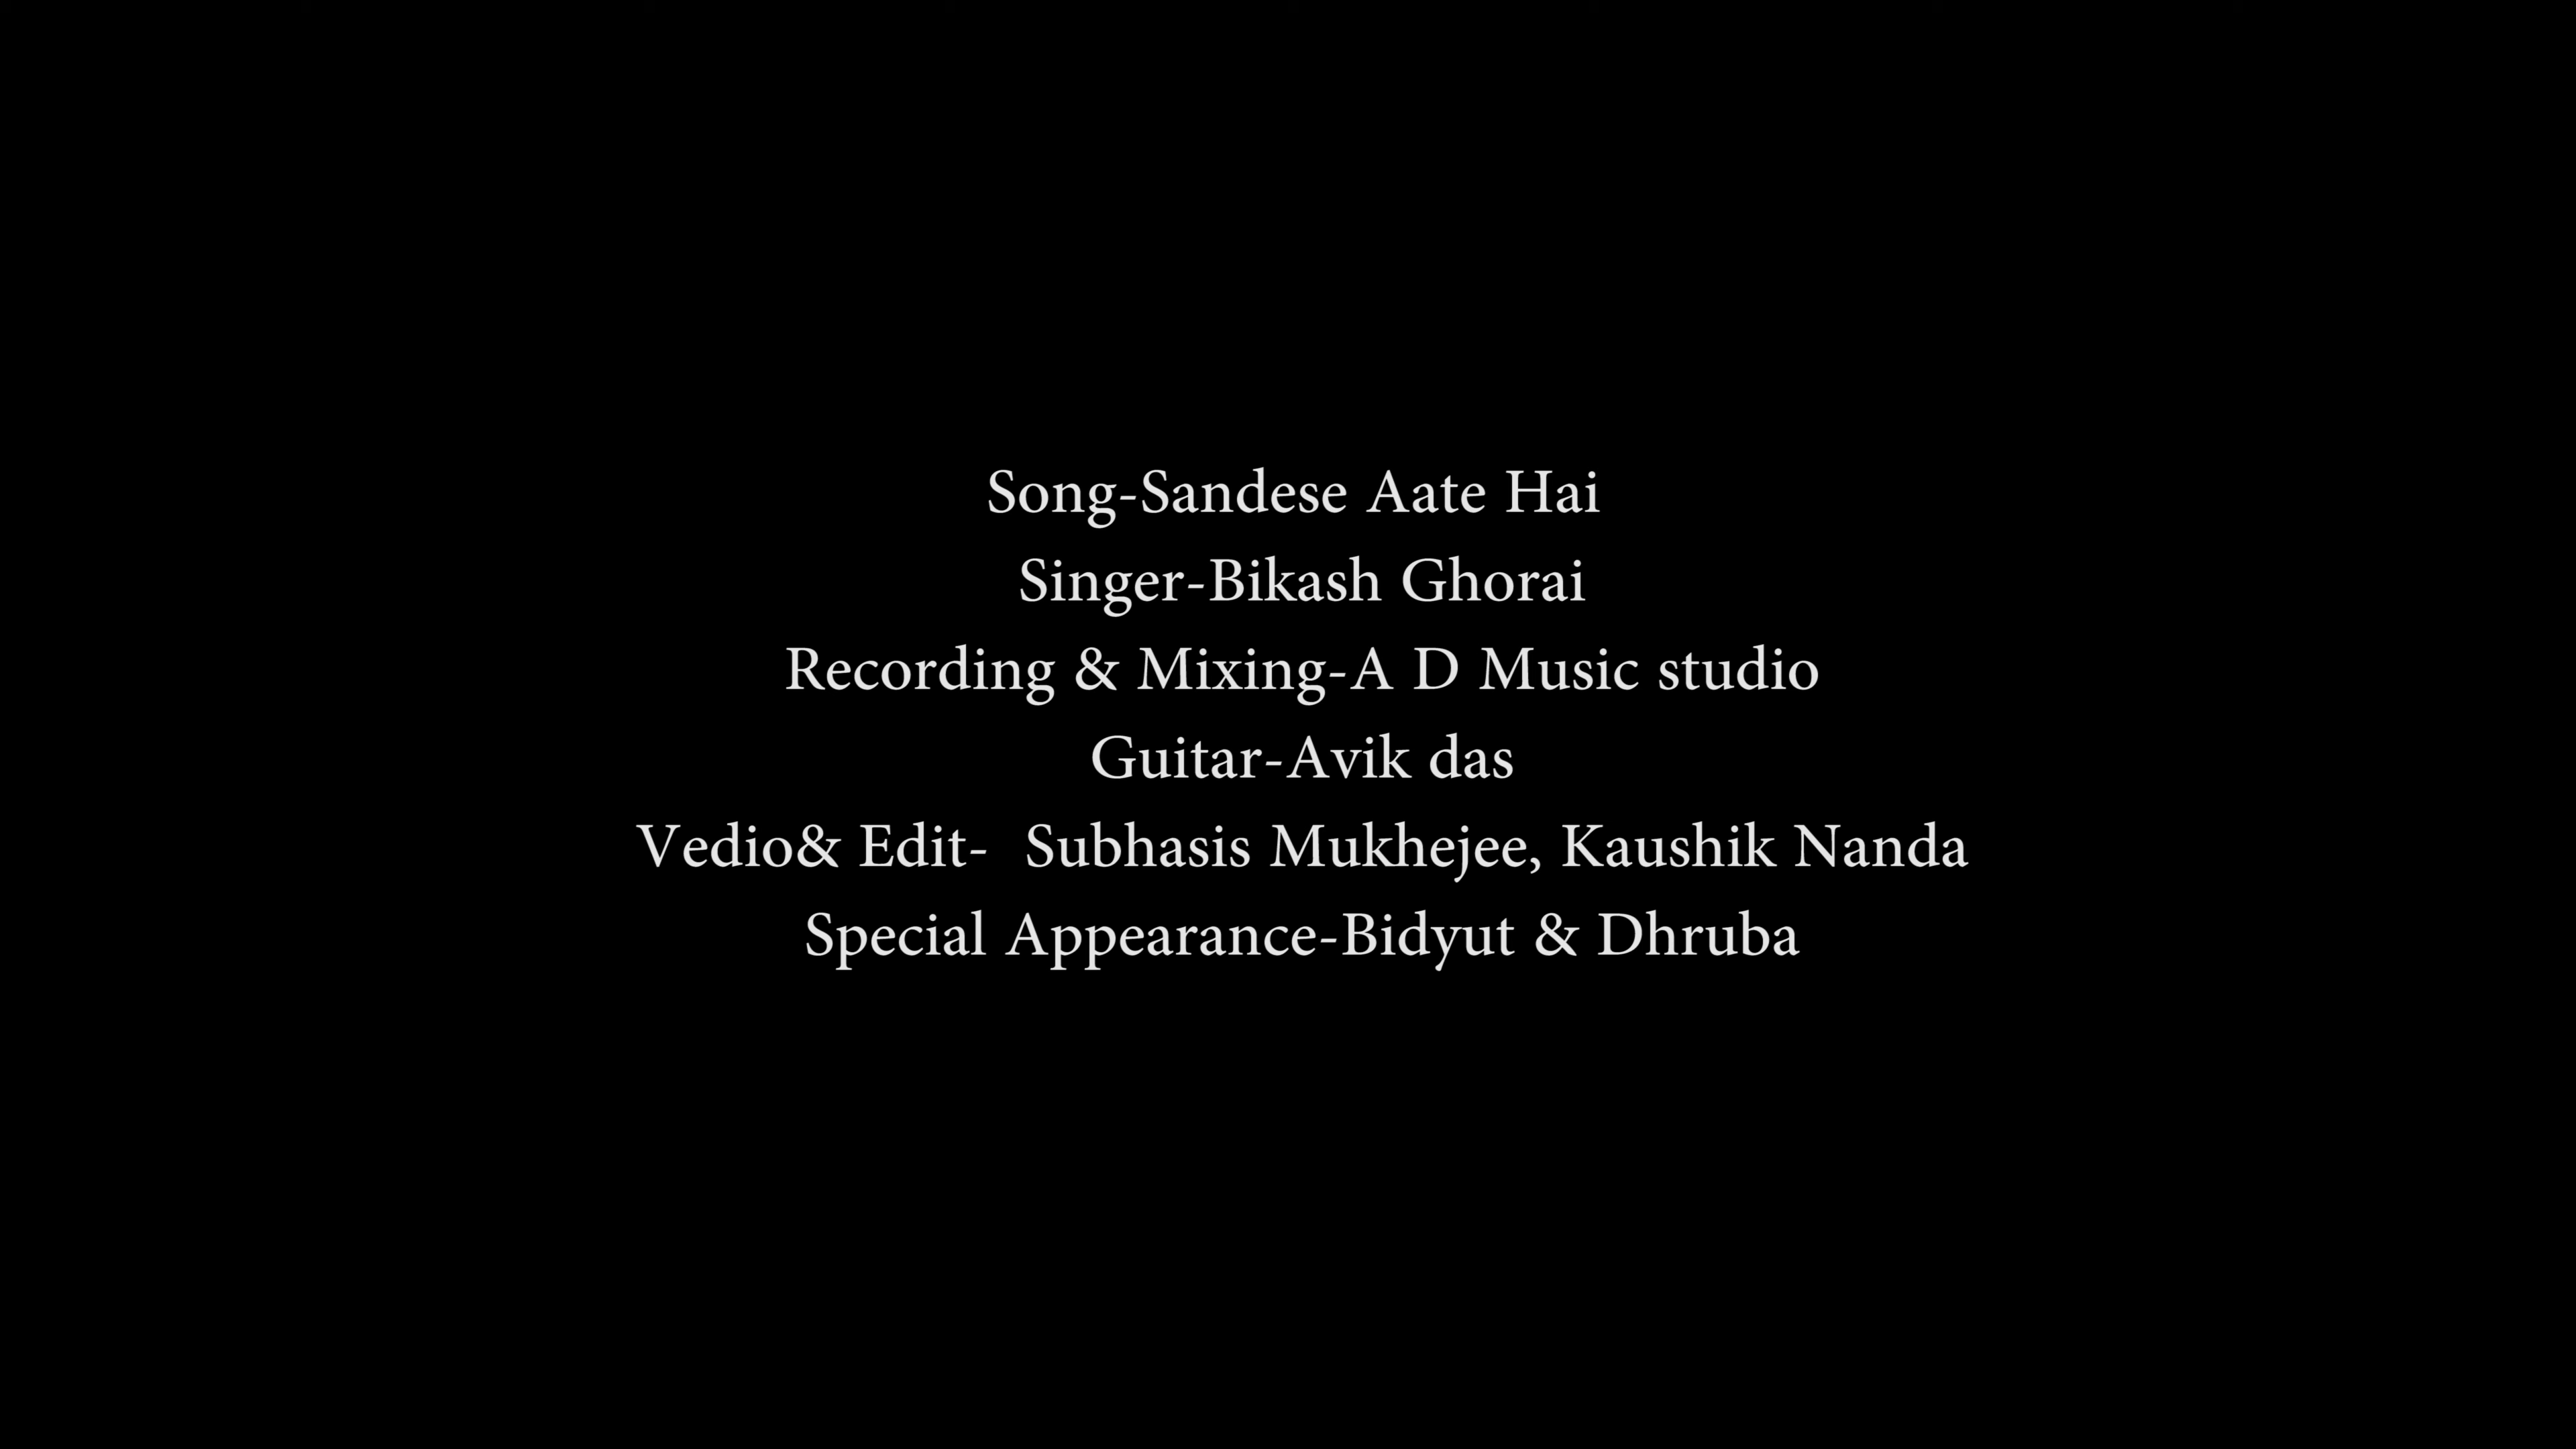 Song-Sandese Aate Hai
Singer-Bikash Ghorai
Recording & Mixing-A D Music studio
Guitar-Avik das
Vedio& Edit-  Subhasis Mukhejee, Kaushik Nanda
Special Appearance-Bidyut & Dhruba